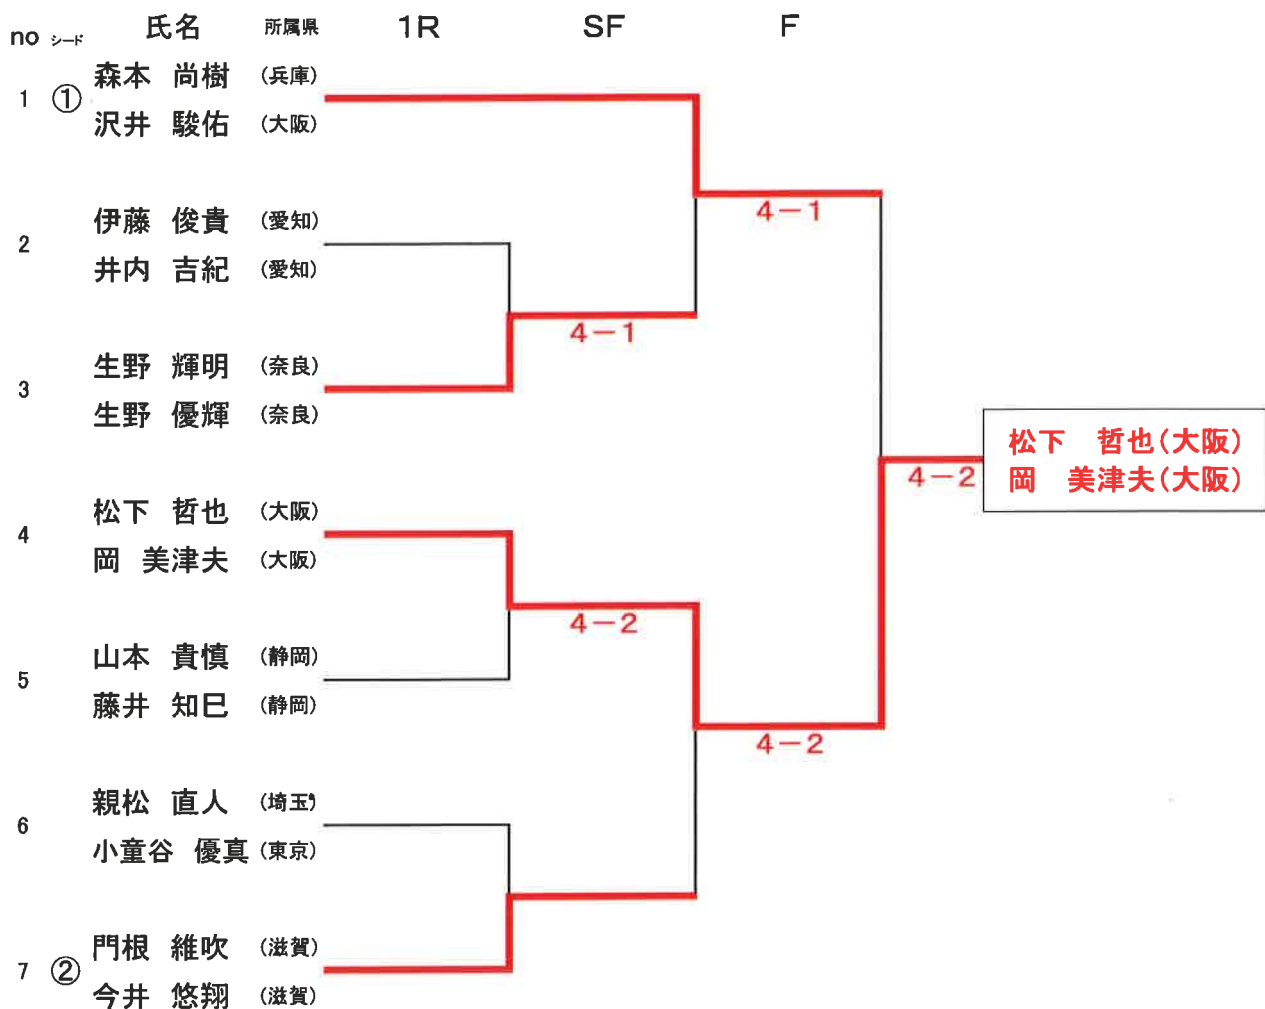 no シード 氏名 所属県 1R SF F
森本 尚樹 (兵庫)
1 ①
沢井 駿佑 (大阪)
4-1
伊藤 俊貴 (愛知)
2
井内 吉紀 (愛知)
4-1
生野 輝明 (奈良)
3
生野 優輝 (奈良)
松下 哲也(大阪)
4-2
岡 美津夫(大阪)
松下 哲也 (大阪)
4
岡 美津夫 (大阪)
4-2
山本 貴慎 (静岡)
5
藤井 知巳 (静岡)
4-2
親松 直人 (埼玉)
6
小童谷 優真 (東京)
門根 維吹 (滋賀)
7 ②
今井 悠翔 (滋賀)